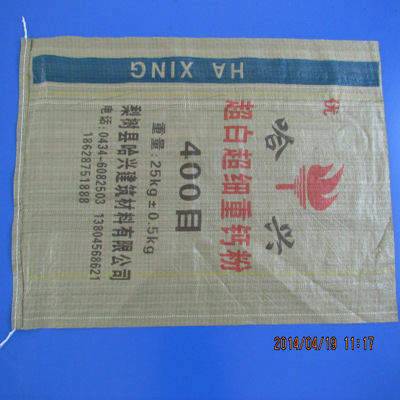 HA XING
优
哈兴
超白超细重钙粉
400目
重量:25kg±0.5kg
梨树县哈兴建筑材料有限公司
电话:0434-6082503 13804568621
18628751888
2014/04/19 11:17